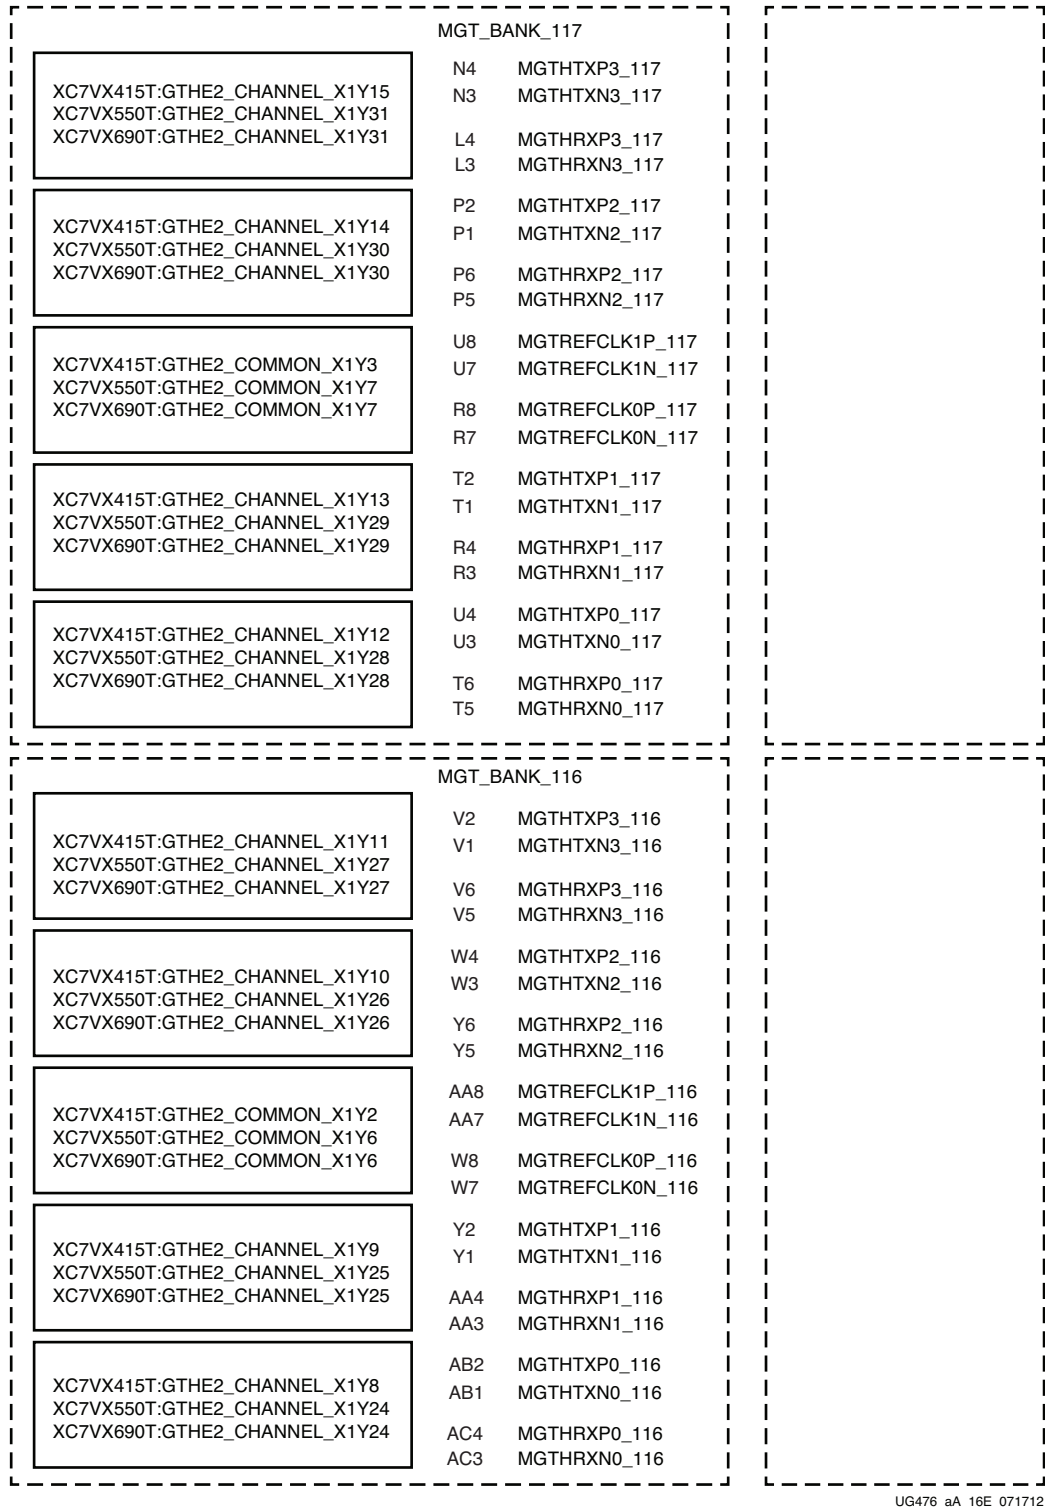 MGT_BANK_117
XC7VX415T:GTHE2_CHANNEL_X1Y15
XC7VX550T:GTHE2_CHANNEL_X1Y31
XC7VX690T:GTHE2_CHANNEL_X1Y31
N4 MGTHTXP3_117
N3 MGTHTXN3_117
L4 MGTHRXP3_117
L3 MGTHRXN3_117
XC7VX415T:GTHE2_CHANNEL_X1Y14
XC7VX550T:GTHE2_CHANNEL_X1Y30
XC7VX690T:GTHE2_CHANNEL_X1Y30
P2 MGTHTXP2_117
P1 MGTHTXN2_117
P6 MGTHRXP2_117
P5 MGTHRXN2_117
XC7VX415T:GTHE2_COMMON_X1Y3
XC7VX550T:GTHE2_COMMON_X1Y7
XC7VX690T:GTHE2_COMMON_X1Y7
U8 MGTREFCLK1P_117
U7 MGTREFCLK1N_117
R8 MGTREFCLK0P_117
R7 MGTREFCLK0N_117
XC7VX415T:GTHE2_CHANNEL_X1Y13
XC7VX550T:GTHE2_CHANNEL_X1Y29
XC7VX690T:GTHE2_CHANNEL_X1Y29
T2 MGTHTXP1_117
T1 MGTHTXN1_117
R4 MGTHRXP1_117
R3 MGTHRXN1_117
XC7VX415T:GTHE2_CHANNEL_X1Y12
XC7VX550T:GTHE2_CHANNEL_X1Y28
XC7VX690T:GTHE2_CHANNEL_X1Y28
U4 MGTHTXP0_117
U3 MGTHTXN0_117
T6 MGTHRXP0_117
T5 MGTHRXN0_117
MGT_BANK_116
XC7VX415T:GTHE2_CHANNEL_X1Y11
XC7VX550T:GTHE2_CHANNEL_X1Y27
XC7VX690T:GTHE2_CHANNEL_X1Y27
V2 MGTHTXP3_116
V1 MGTHTXN3_116
V6 MGTHRXP3_116
V5 MGTHRXN3_116
XC7VX415T:GTHE2_CHANNEL_X1Y10
XC7VX550T:GTHE2_CHANNEL_X1Y26
XC7VX690T:GTHE2_CHANNEL_X1Y26
W4 MGTHTXP2_116
W3 MGTHTXN2_116
Y6 MGTHRXP2_116
Y5 MGTHRXN2_116
XC7VX415T:GTHE2_COMMON_X1Y2
XC7VX550T:GTHE2_COMMON_X1Y6
XC7VX690T:GTHE2_COMMON_X1Y6
AA8 MGTREFCLK1P_116
AA7 MGTREFCLK1N_116
W8 MGTREFCLK0P_116
W7 MGTREFCLK0N_116
XC7VX415T:GTHE2_CHANNEL_X1Y9
XC7VX550T:GTHE2_CHANNEL_X1Y25
XC7VX690T:GTHE2_CHANNEL_X1Y25
Y2 MGTHTXP1_116
Y1 MGTHTXN1_116
AA4 MGTHRXP1_116
AA3 MGTHRXN1_116
XC7VX415T:GTHE2_CHANNEL_X1Y8
XC7VX550T:GTHE2_CHANNEL_X1Y24
XC7VX690T:GTHE2_CHANNEL_X1Y24
AB2 MGTHTXP0_116
AB1 MGTHTXN0_116
AC4 MGTHRXP0_116
AC3 MGTHRXN0_116
UG476_aA_16E_071712